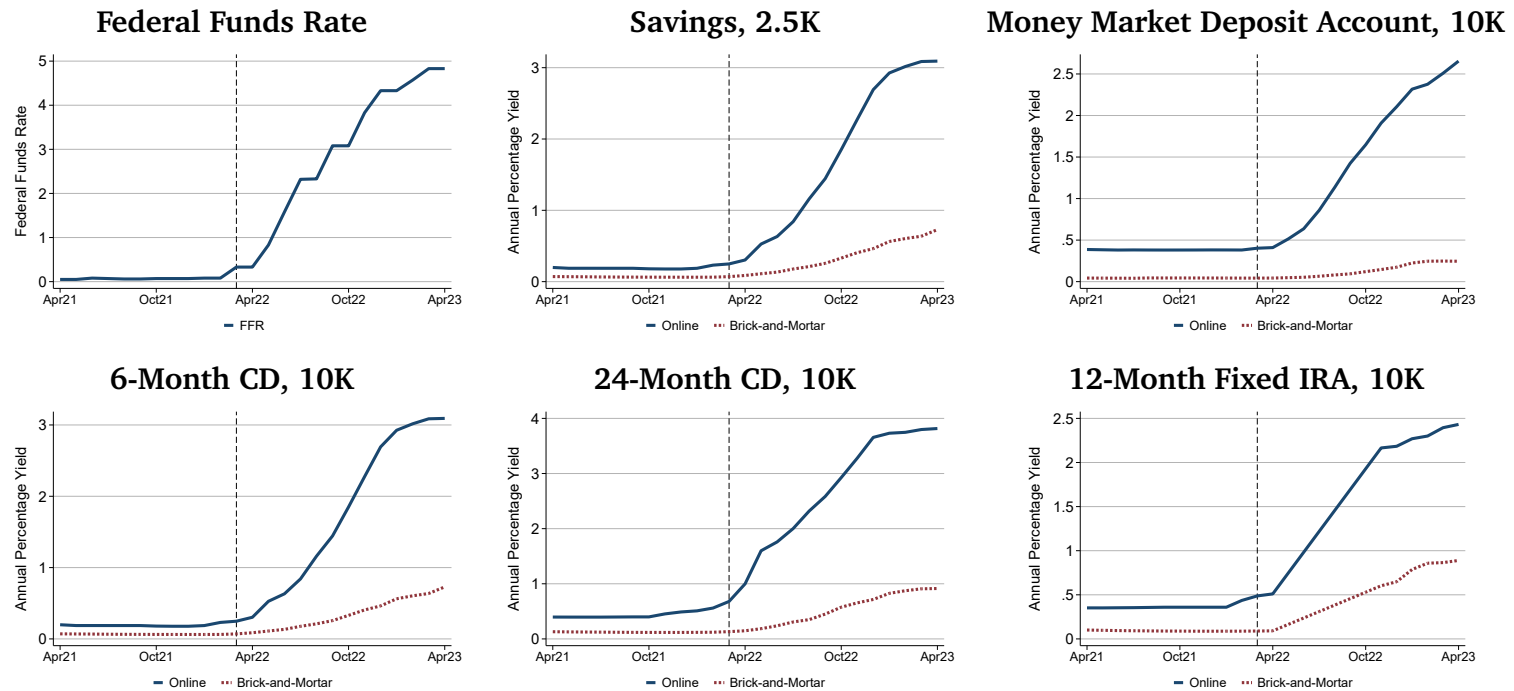 Federal Funds Rate
Federal Funds Rate
5
4
3
2
1
0
Apr21 Oct21 Apr22 Oct22 Apr23
FFR
Savings, 2.5K
Annual Percentage Yield
3
2
1
0
Apr21 Oct21 Apr22 Oct22 Apr23
Online Brick-and-Mortar
Money Market Deposit Account, 10K
Annual Percentage Yield
2.5
2
1.5
1
.5
0
Apr21 Oct21 Apr22 Oct22 Apr23
Online Brick-and-Mortar
6-Month CD, 10K
Annual Percentage Yield
3
2
1
0
Apr21 Oct21 Apr22 Oct22 Apr23
Online Brick-and-Mortar
24-Month CD, 10K
Annual Percentage Yield
4
3
2
1
0
Apr21 Oct21 Apr22 Oct22 Apr23
Online Brick-and-Mortar
12-Month Fixed IRA, 10K
Annual Percentage Yield
2.5
2
1.5
1
.5
0
Apr21 Oct21 Apr22 Oct22 Apr23
Online Brick-and-Mortar